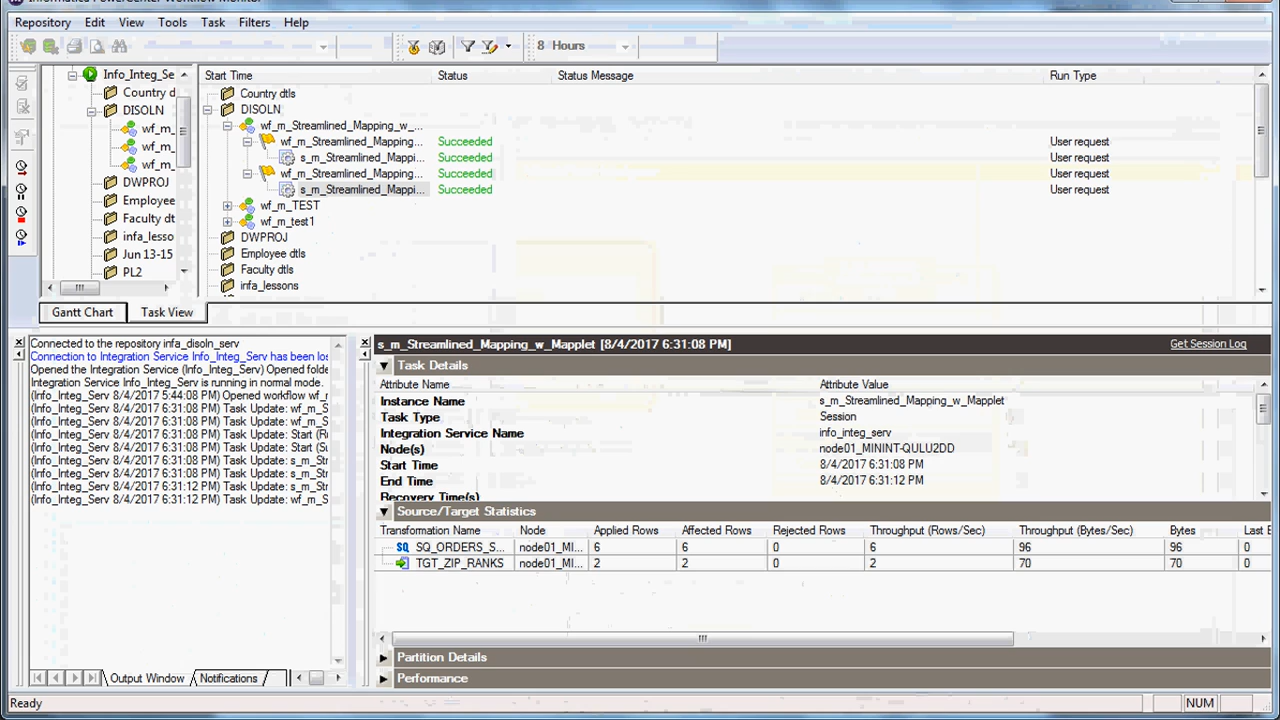 Informatica PowerCenter Workflow Monitor
Repository Edit View Tools Task Filters Help
8 Hours
Info_Integ_Se
Country d
DISOLN
wf_m_
wf_m_
wf_m_
DWPROJ
Employee
Faculty dt
infa_lesso
Jun 13-15
PL2
Start Time Status Status Message Run Type
Country dtls
DISOLN
wf_m_Streamlined_Mapping_w_...
wf_m_Streamlined_Mapping... Succeeded User request
s_m_Streamlined_Mappi... Succeeded User request
wf_m_Streamlined_Mapping... Succeeded User request
s_m_Streamlined_Mappi... Succeeded User request
wf_m_TEST
wf_m_test1
DWPROJ
Employee dtls
Faculty dtls
infa_lessons
Gantt Chart Task View
Connected to the repository infa_disoln_serv
Connection to Integration Service Info_Integ_Serv has been los
Opened the Integration Service (Info_Integ_Serv) Opened folde
Integration Service Info_Integ_Serv is running in normal mode.
(Info_Integ_Serv 8/4/2017 5:44:08 PM) Opened workflow wf_
(Info_Integ_Serv 8/4/2017 6:31:08 PM) Task Update: wf_m_S
(Info_Integ_Serv 8/4/2017 6:31:08 PM) Task Update: wf_m_S
(Info_Integ_Serv 8/4/2017 6:31:08 PM) Task Update: Start (R
(Info_Integ_Serv 8/4/2017 6:31:08 PM) Task Update: Start (Su
(Info_Integ_Serv 8/4/2017 6:31:08 PM) Task Update: s_m_Str
(Info_Integ_Serv 8/4/2017 6:31:08 PM) Task Update: s_m_Str
(Info_Integ_Serv 8/4/2017 6:31:12 PM) Task Update: s_m_Str
(Info_Integ_Serv 8/4/2017 6:31:12 PM) Task Update: wf_m_S
Output Window Notifications
s_m_Streamlined_Mapping_w_Mapplet [8/4/2017 6:31:08 PM] Get Session Log
Task Details
Attribute Name Attribute Value
Instance Name s_m_Streamlined_Mapping_w_Mapplet
Task Type Session
Integration Service Name info_integ_serv
Node(s) node01_MININT-QULU2DD
Start Time 8/4/2017 6:31:08 PM
End Time 8/4/2017 6:31:12 PM
Recovery Time(s)
Source/Target Statistics
Transformation Name Node Applied Rows Affected Rows Rejected Rows Throughput (Rows/Sec) Throughput (Bytes/Sec) Bytes Last E
SQ SQ_ORDERS_S... node01_MI... 6 6 0 6 96 96 0
TGT_ZIP_RANKS node01_MI... 2 2 0 2 70 70 0
Partition Details
Performance
Ready NUM